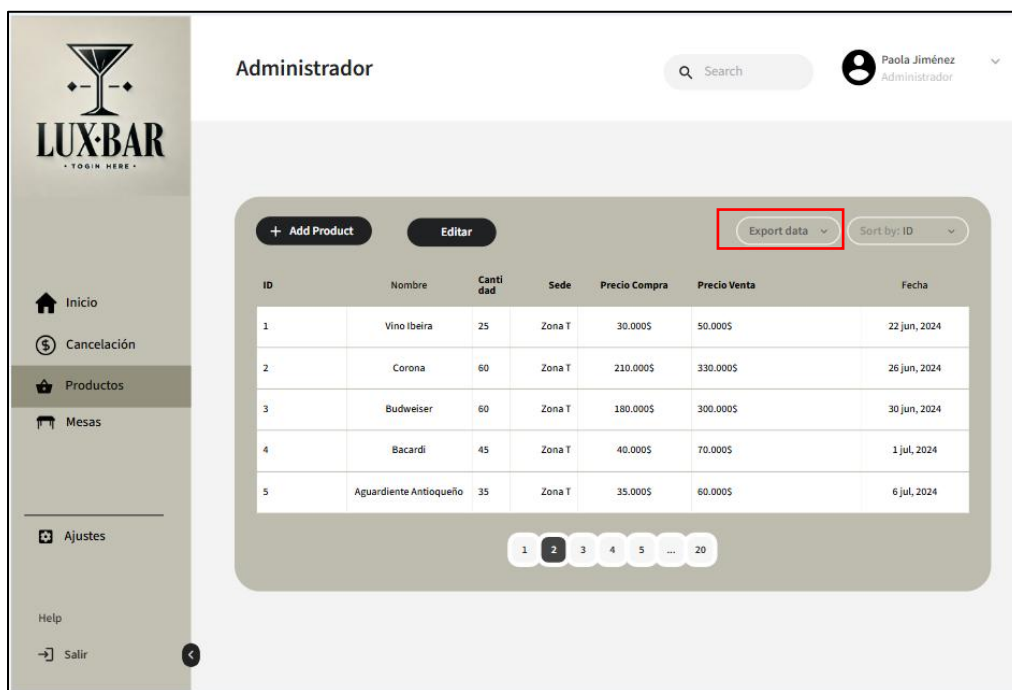 LUX•BAR
• TOGIN HERE •
Inicio
Cancelación
Productos
Mesas
Ajustes
Help
Salir
Administrador
Search
Paola Jiménez
Administrador
+ Add Product
Editar
Export data
Sort by: ID
ID Nombre Canti dad Sede Precio Compra Precio Venta Fecha
1 Vino Ibeira 25 Zona T 30.000$ 50.000$ 22 jun, 2024
2 Corona 60 Zona T 210.000$ 330.000$ 26 jun, 2024
3 Budweiser 60 Zona T 180.000$ 300.000$ 30 jun, 2024
4 Bacardi 45 Zona T 40.000$ 70.000$ 1 jul, 2024
5 Aguardiente Antioqueño 35 Zona T 35.000$ 60.000$ 6 jul, 2024
1 2 3 4 5 ... 20